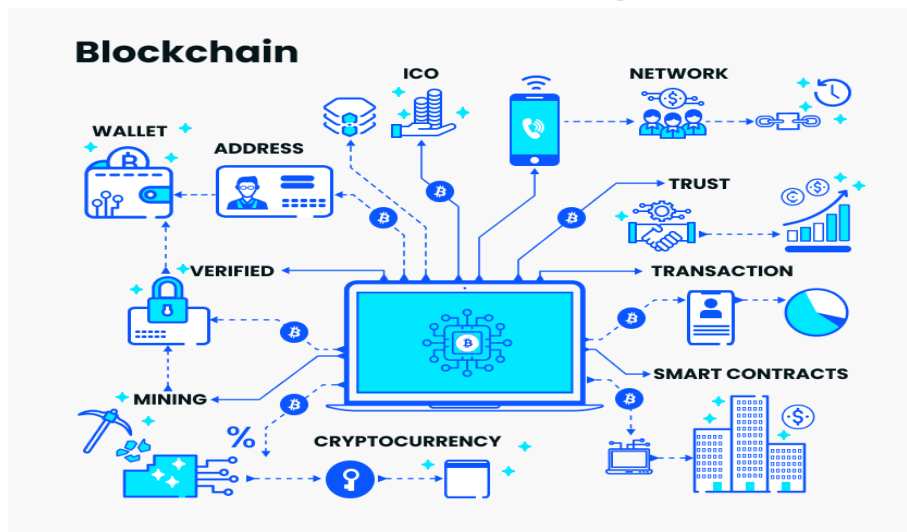 Blockchain
ICO
NETWORK
WALLET
ADDRESS
TRUST
VERIFIED
TRANSACTION
SMART CONTRACTS
MINING
%
CRYPTOCURRENCY